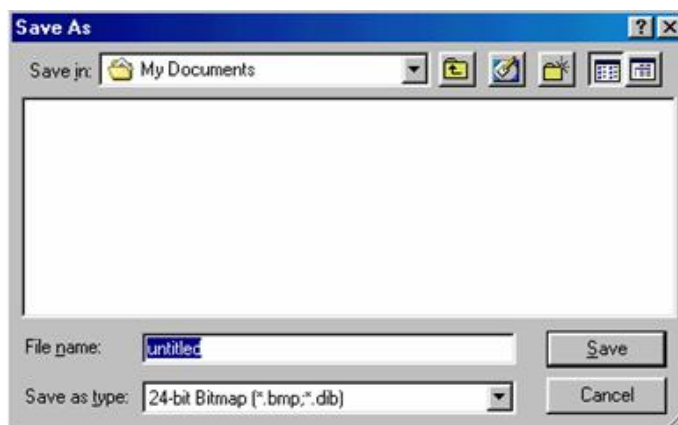 Save As
Save in: My Documents
File name: untitled Save
Save as type: 24-bit Bitmap (*.bmp;*.dib) Cancel